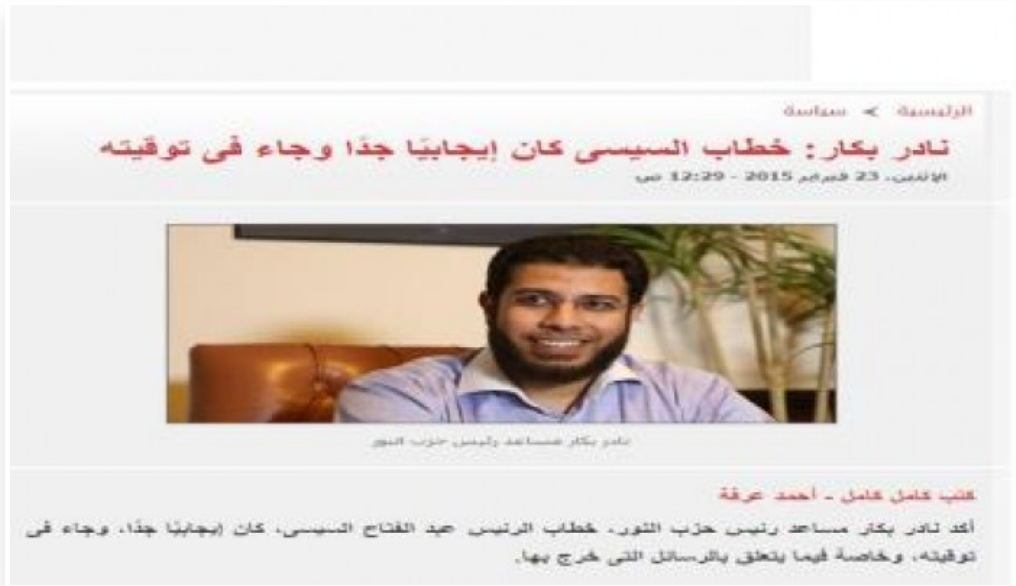 الرئيسية > سياسة
نادر بكار: خطاب السيسى كان إيجابيًا جدًا وجاء فى توقيته
الإثنين، 23 فبراير 2015 - 12:29 ص
نادر بكار مساعد رئيس حزب النور
كتب كامل كامل - أحمد عرفة
أكد نادر بكار مساعد رئيس حزب النور، خطاب الرئيس عبد الفتاح السيسى، كان إيجابيًا جدًا، وجاء فى
توقيته، وخاصة فيما يتعلق بالرسائل التى خرج بها.